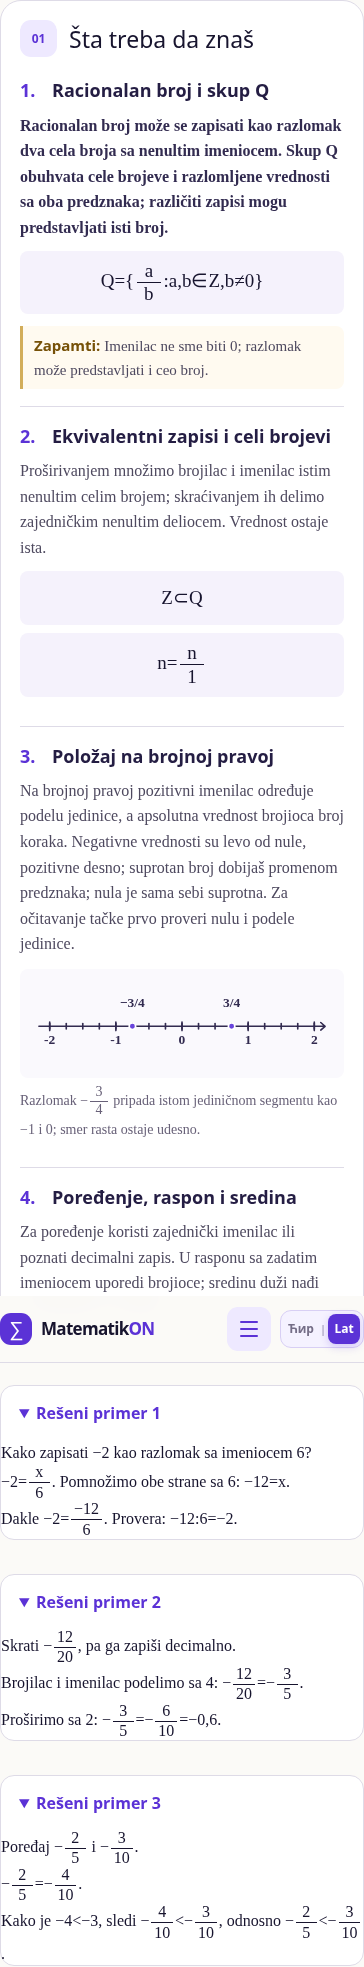 01 Šta treba da znaš
1. Racionalan broj i skup Q
Racionalan broj može se zapisati kao razlomak
dva cela broja sa nenultim imeniocem. Skup Q
obuhvata cele brojeve i razlomljene vrednosti
sa oba predznaka; različiti zapisi mogu
predstavljati isti broj.
Q={a/b:a,b∈Z,b≠0}
Zapamti: Imenilac ne sme biti 0; razlomak
može predstavljati i ceo broj.
2. Ekvivalentni zapisi i celi brojevi
Proširivanjem množimo brojilac i imenilac istim
nenultim celim brojem; skraćivanjem ih delimo
zajedničkim nenultim deliocem. Vrednost ostaje
ista.
Z⊂Q
n=n/1
3. Položaj na brojnoj pravoj
Na brojnoj pravoj pozitivni imenilac određuje
podelu jedinice, a apsolutna vrednost brojioca broj
koraka. Negativne vrednosti su levo od nule,
pozitivne desno; suprotan broj dobijaš promenom
predznaka; nula je sama sebi suprotna. Za
očitavanje tačke prvo proveri nulu i podele
jedinice.
−3/4 3/4
-2 -1 0 1 2
Razlomak −3/4 pripada istom jediničnom segmentu kao
−1 i 0; smer rasta ostaje udesno.
4. Poređenje, raspon i sredina
Za poređenje koristi zajednički imenilac ili
poznati decimalni zapis. U rasponu sa zadatim
imeniocem uporedi brojioce; sredinu duži nađi
∑ MatematikON Ћир | Lat
▼ Rešeni primer 1
Kako zapisati −2 kao razlomak sa imeniocem 6?
−2=x/6. Pomnožimo obe strane sa 6: −12=x.
Dakle −2=−12/6. Provera: −12:6=−2.
▼ Rešeni primer 2
Skrati −12/20, pa ga zapiši decimalno.
Brojilac i imenilac podelimo sa 4: −12/20=−3/5.
Proširimo sa 2: −3/5=−6/10=−0,6.
▼ Rešeni primer 3
Poređaj −2/5 i −3/10.
−2/5=−4/10.
Kako je −4<−3, sledi −4/10<−3/10, odnosno −2/5<−3/10
.